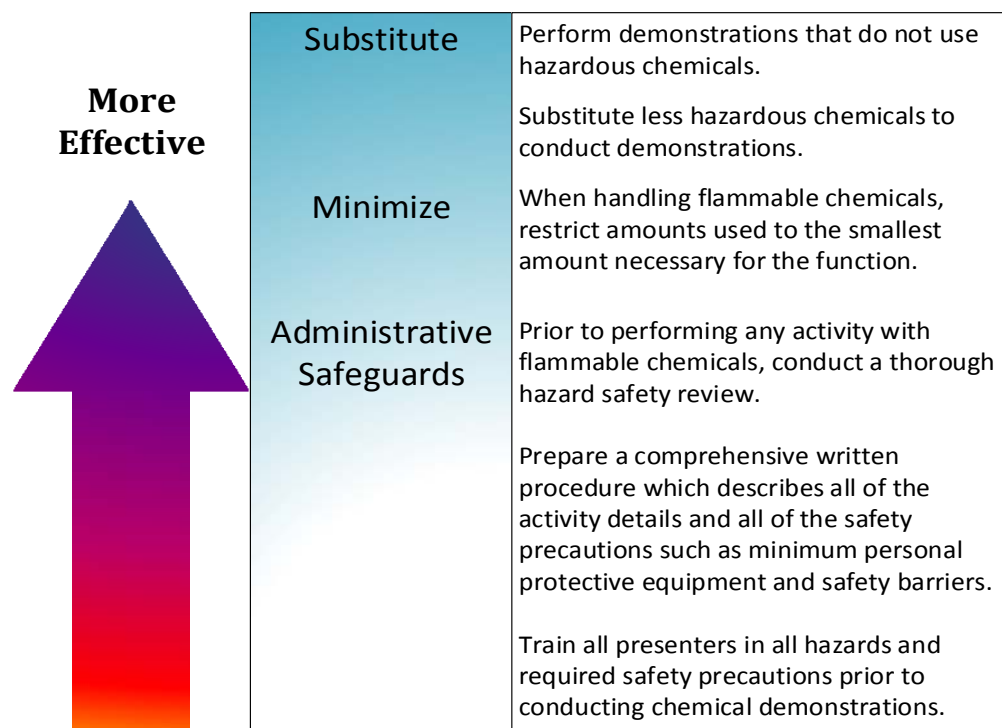 More
Effective
Substitute
Perform demonstrations that do not use
hazardous chemicals.
Substitute less hazardous chemicals to
conduct demonstrations.
Minimize
When handling flammable chemicals,
restrict amounts used to the smallest
amount necessary for the function.
Administrative
Safeguards
Prior to performing any activity with
flammable chemicals, conduct a thorough
hazard safety review.
Prepare a comprehensive written
procedure which describes all of the
activity details and all of the safety
precautions such as minimum personal
protective equipment and safety barriers.
Train all presenters in all hazards and
required safety precautions prior to
conducting chemical demonstrations.